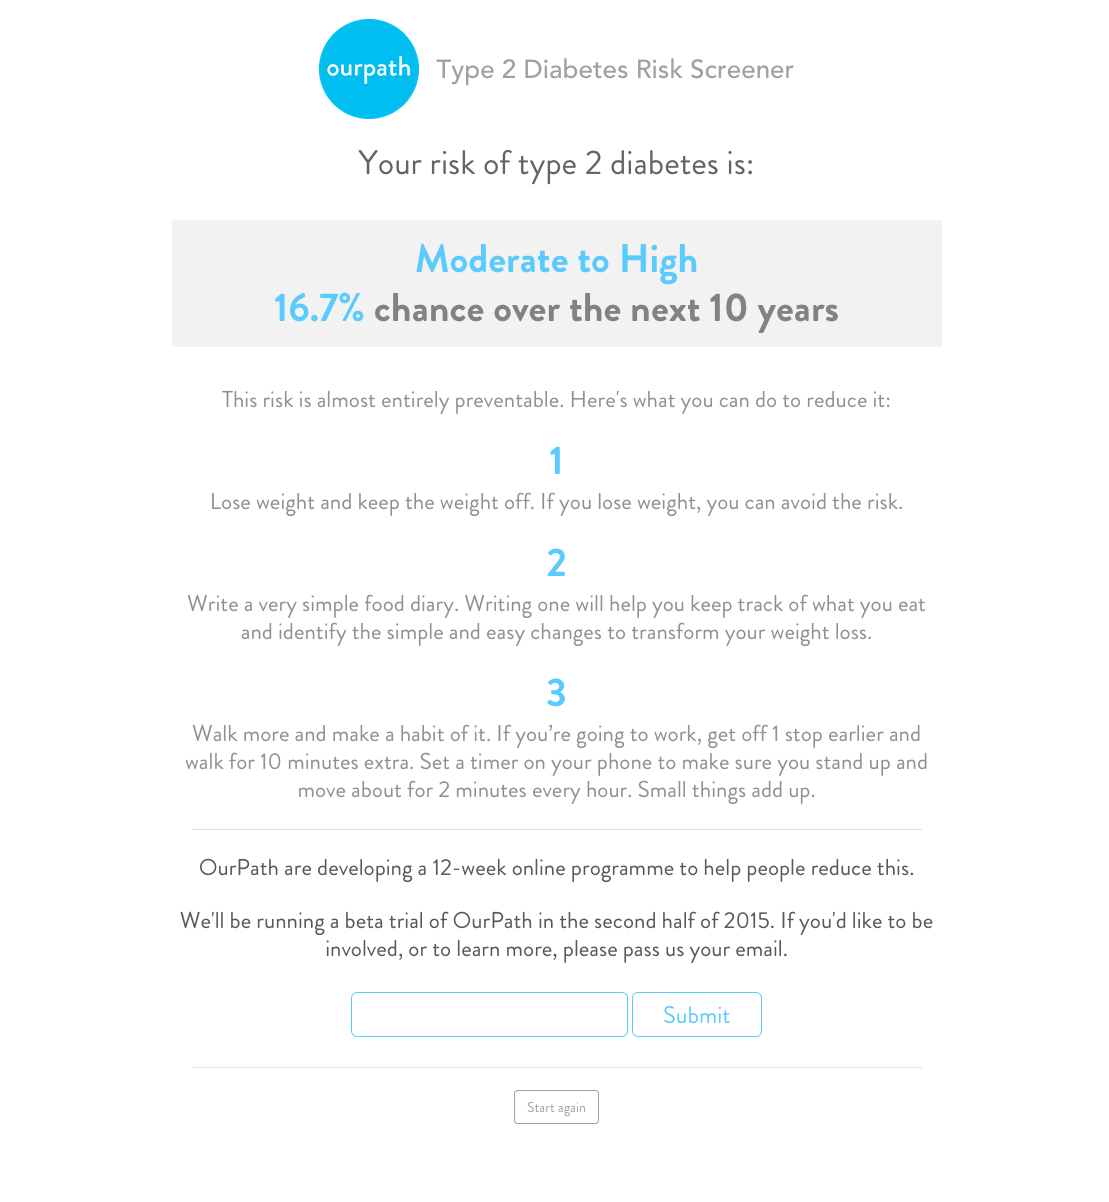 ourpath
Type 2 Diabetes Risk Screener
Your risk of type 2 diabetes is:
Moderate to High
16.7% chance over the next 10 years
This risk is almost entirely preventable. Here's what you can do to reduce it:
1
Lose weight and keep the weight off. If you lose weight, you can avoid the risk.
2
Write a very simple food diary. Writing one will help you keep track of what you eat
and identify the simple and easy changes to transform your weight loss.
3
Walk more and make a habit of it. If you’re going to work, get off 1 stop earlier and
walk for 10 minutes extra. Set a timer on your phone to make sure you stand up and
move about for 2 minutes every hour. Small things add up.
OurPath are developing a 12-week online programme to help people reduce this.
We'll be running a beta trial of OurPath in the second half of 2015. If you'd like to be
involved, or to learn more, please pass us your email.
Submit
Start again